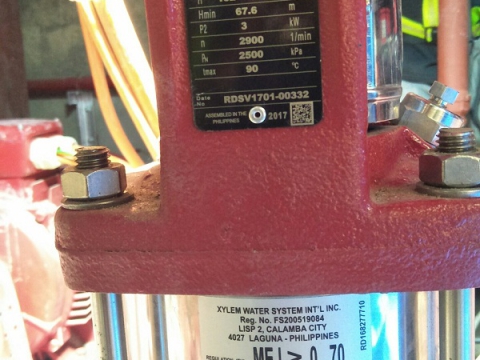 Hmin 67.6 m
P2 3 kW
n 2900 1/min
2500 kPa
tmax 90 °C
RDSV1701-00332
No.
ASSEMBLED IN THE
PHILIPPINES 2017
XYLEM WATER SYSTEM INT'L INC.
Reg. No. FS200519084
LISP 2, CALAMBA CITY
4027 LAGUNA - PHILIPPINES
RD168277710